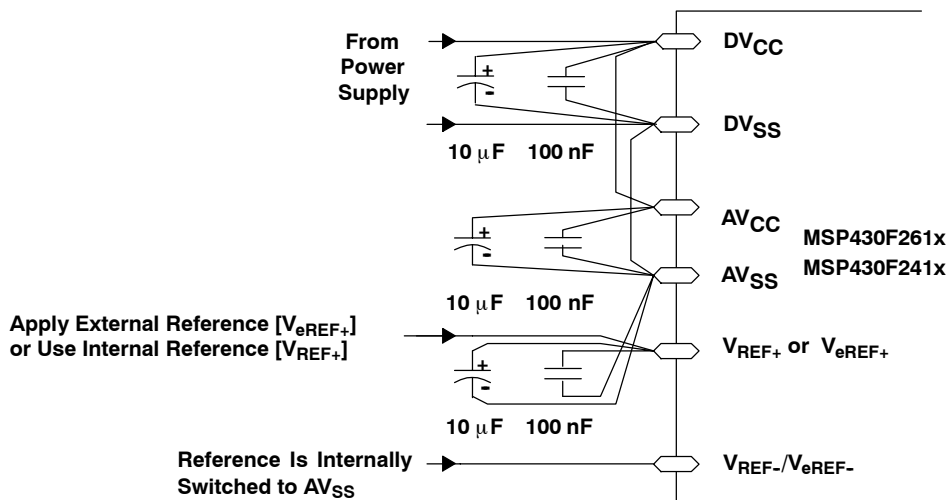 From
Power
Supply
DVCC
+
-
DVSS
10 μF 100 nF
AVCC
MSP430F261x
+
-
AVSS
MSP430F241x
10 μF 100 nF
Apply External Reference [VeREF+]
or Use Internal Reference [VREF+]
VREF+ or VeREF+
+
-
10 μF 100 nF
Reference Is Internally
Switched to AVSS
VREF-/VeREF-